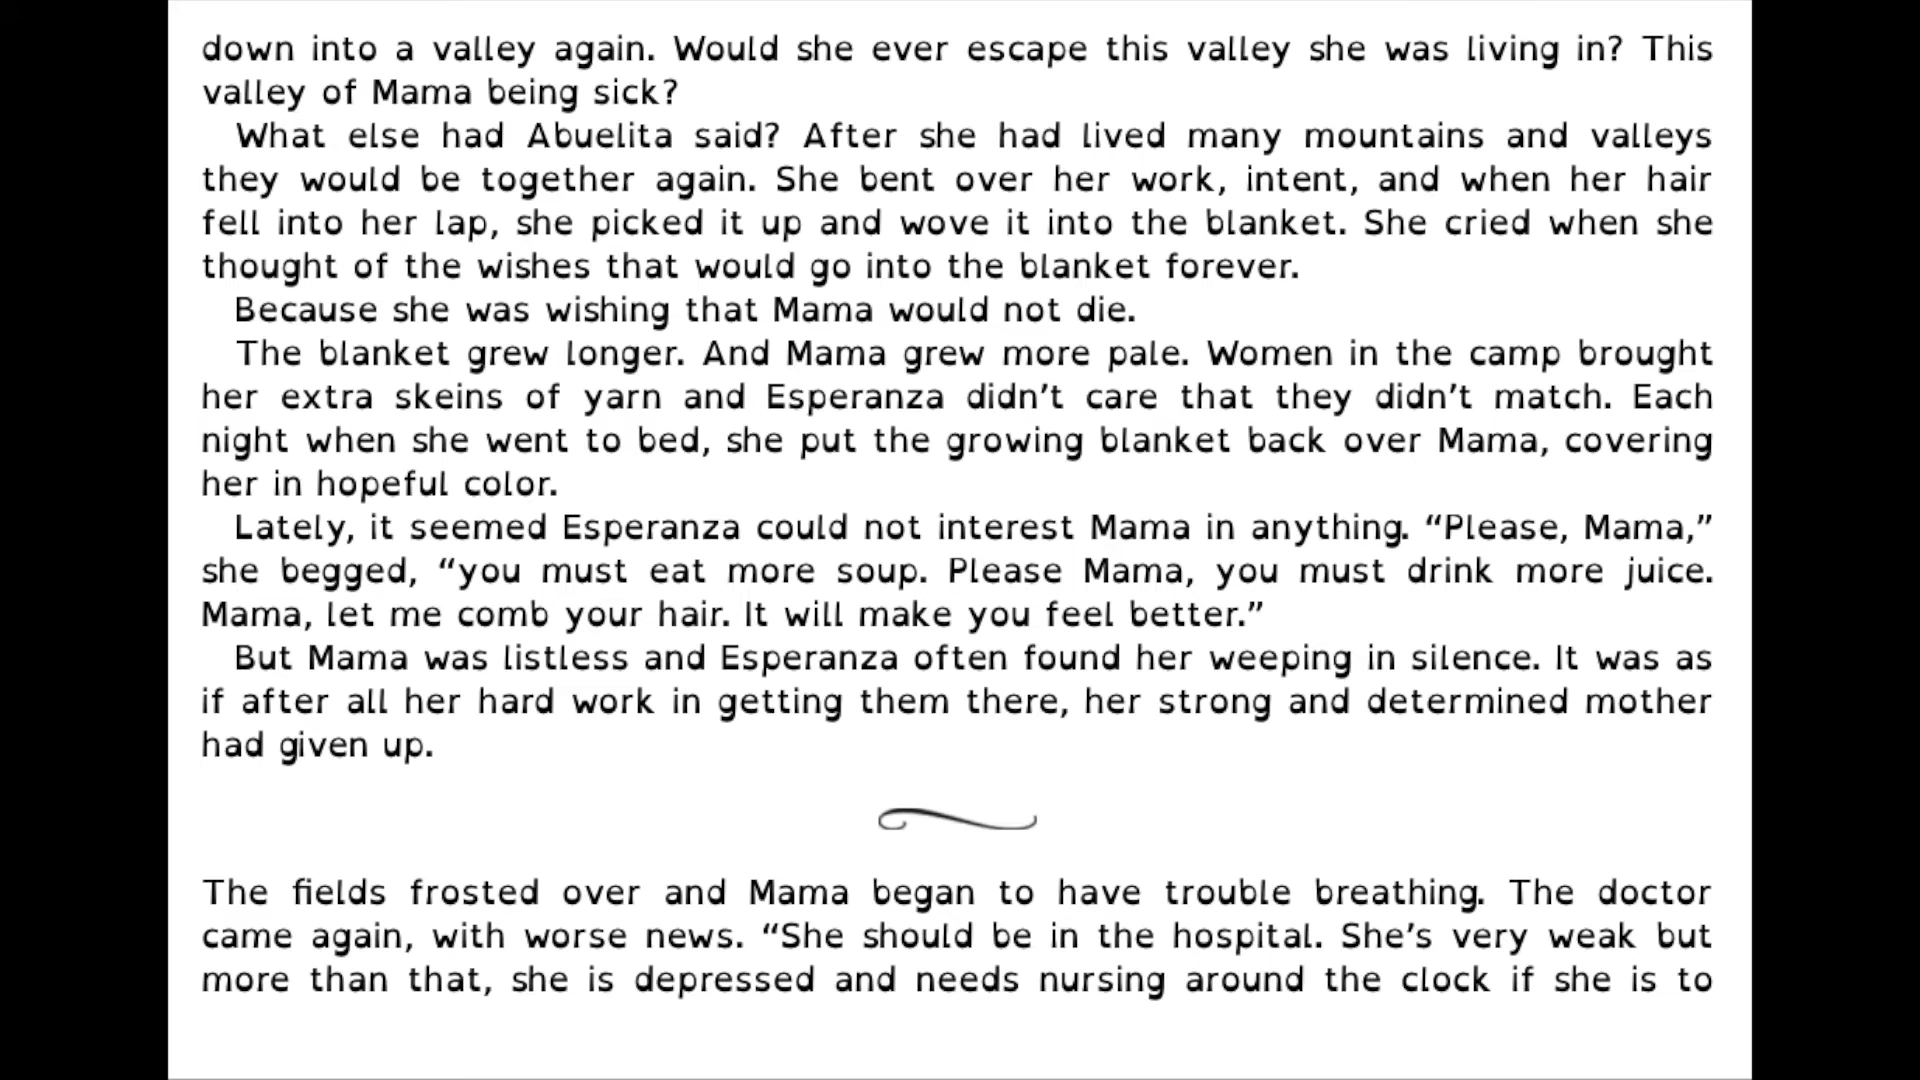 down into a valley again. Would she ever escape this valley she was living in? This
valley of Mama being sick?
What else had Abuelita said? After she had lived many mountains and valleys
they would be together again. She bent over her work, intent, and when her hair
fell into her lap, she picked it up and wove it into the blanket. She cried when she
thought of the wishes that would go into the blanket forever.
Because she was wishing that Mama would not die.
The blanket grew longer. And Mama grew more pale. Women in the camp brought
her extra skeins of yarn and Esperanza didn’t care that they didn’t match. Each
night when she went to bed, she put the growing blanket back over Mama, covering
her in hopeful color.
Lately, it seemed Esperanza could not interest Mama in anything. “Please, Mama,”
she begged, “you must eat more soup. Please Mama, you must drink more juice.
Mama, let me comb your hair. It will make you feel better.”
But Mama was listless and Esperanza often found her weeping in silence. It was as
if after all her hard work in getting them there, her strong and determined mother
had given up.
The fields frosted over and Mama began to have trouble breathing. The doctor
came again, with worse news. “She should be in the hospital. She’s very weak but
more than that, she is depressed and needs nursing around the clock if she is to